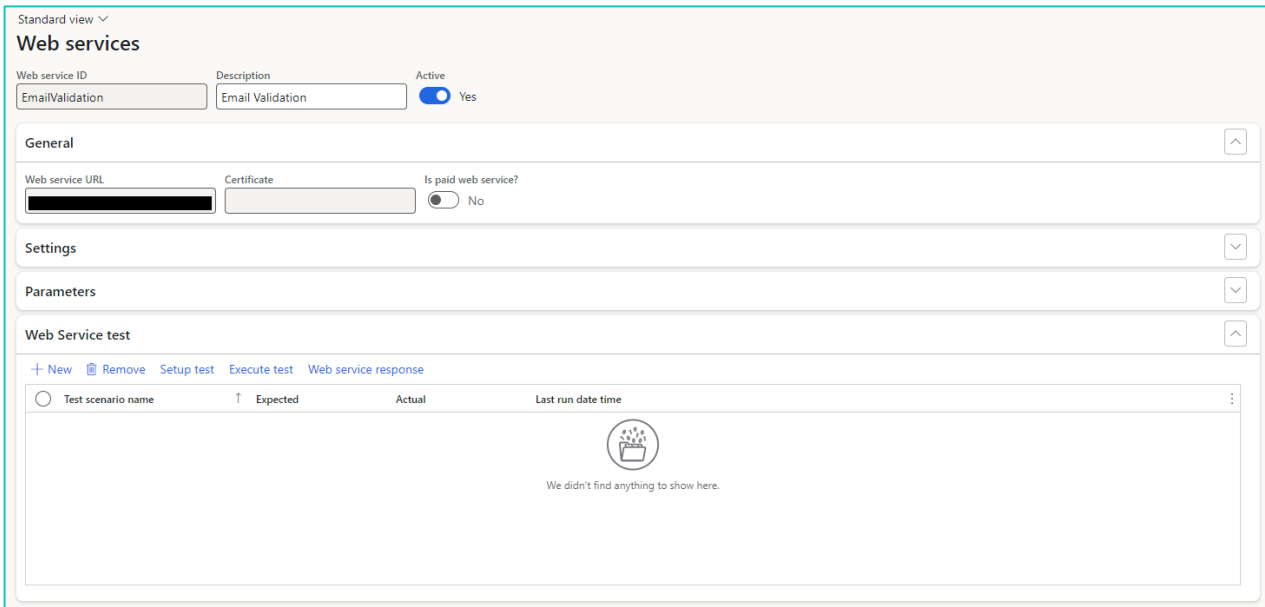 Standard view
Web services
Web service ID Description Active
EmailValidation Email Validation Yes
General
Web service URL Certificate Is paid web service?
No
Settings
Parameters
Web Service test
New Remove Setup test Execute test Web service response
Test scenario name Expected Actual Last run date time
We didn't find anything to show here.